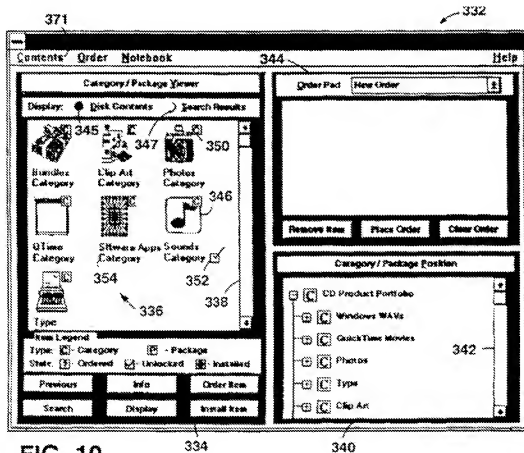 371
332
Contents Order Notebook
344
Help
Category / Package Viewer
Order Pad New Order
Display: Disk Contents Search Results
345
347
350
Bundles Category
Clip Art Category
Photos Category
346
Remove Item Place Order Clear Order
QTime Category
Sftware Apps Category
Sounds Category
352
354
336
338
Type
Category / Package Position
C CD Product Portfolio
C Windows WAVs
342
C QuickTime Movies
C Photos
C Type
C Clip Art
Item Legend
Type: C - Category P - Package
State: - Ordered - Unlocked - Installed
Previous Info Order Item
Search Display Install Item
FIG. 10
334
340